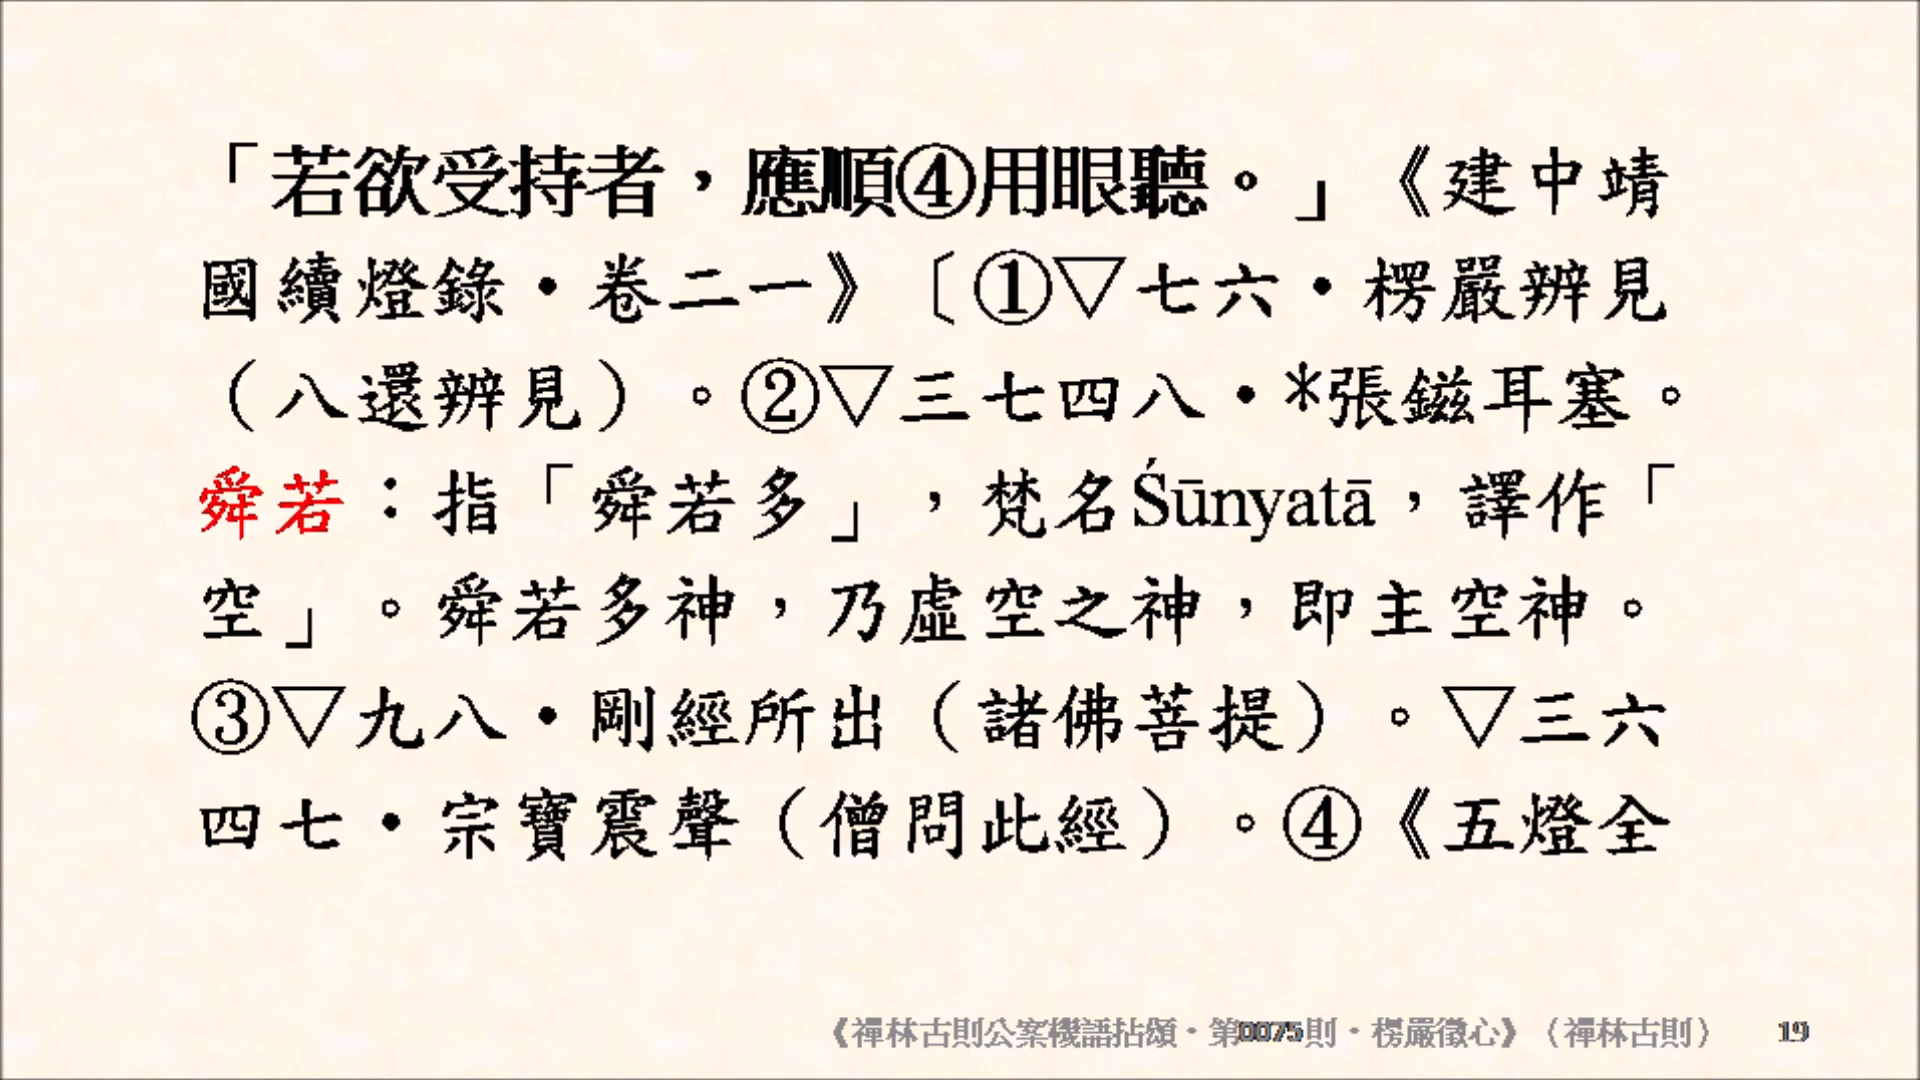 「若欲受持者，應順④用眼聽。」《建中靖
國續燈錄・卷二一》〔①▽七六・楞嚴辨見
（八還辨見）。②▽三七四八・*張鎡耳塞。
舜若：指「舜若多」，梵名Śūnyatā，譯作「
空」。舜若多神，乃虛空之神，即主空神。
③▽九八・剛經所出（諸佛菩提）。▽三六
四七・宗寶震聲（僧問此經）。④《五燈全
《禪林古則公案機語拈頌・第0075則・楞嚴徵心》（禪林古則） 19